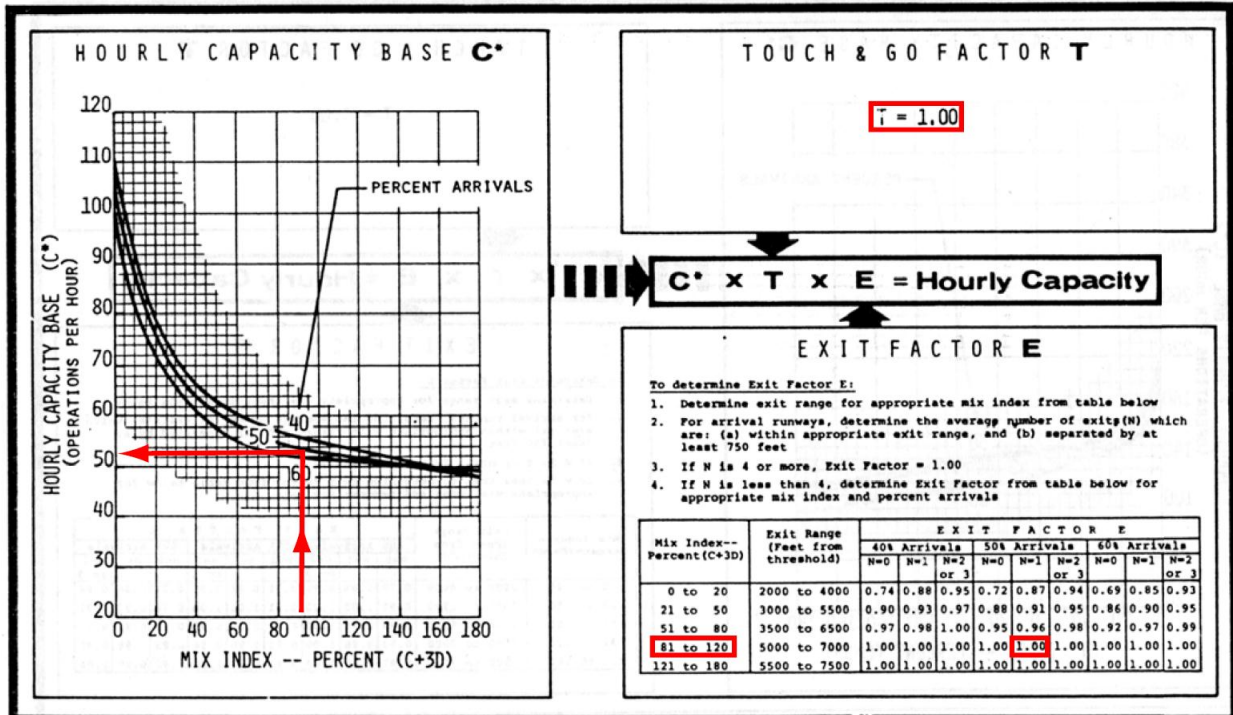 HOURLY CAPACITY BASE C*
120
110
100
90
80
70
60
50
40
30
20
HOURLY CAPACITY BASE (C*)
(OPERATIONS PER HOUR)
PERCENT ARRIVALS
40
50
60
0 20 40 60 80 100 120 140 160 180
MIX INDEX -- PERCENT (C+3D)
TOUCH & GO FACTOR T
T = 1.00
C* x T x E = Hourly Capacity
EXIT FACTOR E
To determine Exit Factor E:
1. Determine exit range for appropriate mix index from table below
2. For arrival runways, determine the average number of exits (N) which
are: (a) within appropriate exit range, and (b) separated by at
least 750 feet
3. If N is 4 or more, Exit Factor = 1.00
4. If N is less than 4, determine Exit Factor from table below for
appropriate mix index and percent arrivals
Mix Index--
Percent(C+3D)
Exit Range
(Feet from
threshold)
EXIT FACTOR E
40% Arrivals 50% Arrivals 60% Arrivals
N=0 N=1 N=2 or 3 N=0 N=1 N=2 or 3 N=0 N=1 N=2 or 3
0 to 20 2000 to 4000 0.74 0.88 0.95 0.72 0.87 0.94 0.69 0.85 0.93
21 to 50 3000 to 5500 0.90 0.93 0.97 0.88 0.91 0.95 0.86 0.90 0.95
51 to 80 3500 to 6500 0.97 0.98 1.00 0.95 0.96 0.98 0.92 0.97 0.99
81 to 120 5000 to 7000 1.00 1.00 1.00 1.00 1.00 1.00 1.00 1.00 1.00
121 to 180 5500 to 7500 1.00 1.00 1.00 1.00 1.00 1.00 1.00 1.00 1.00